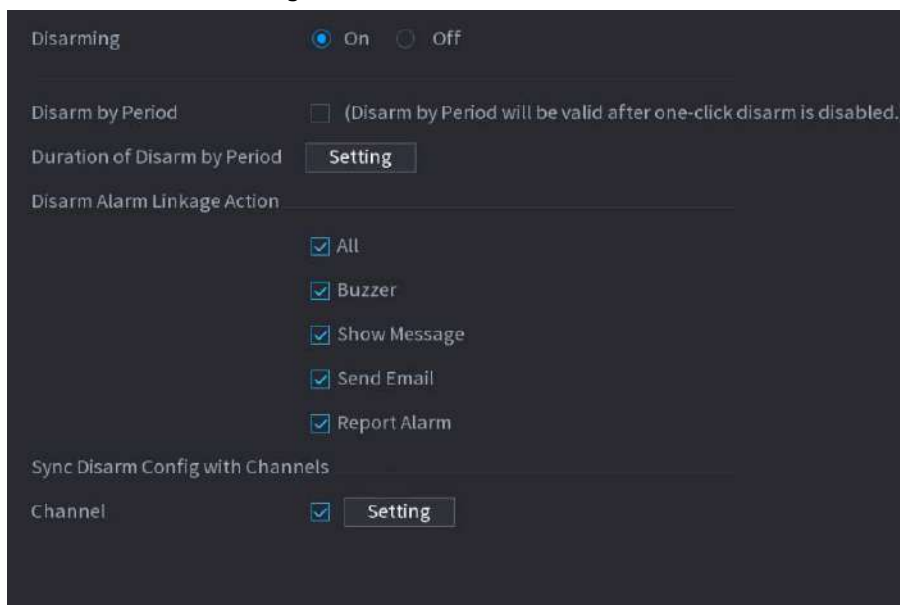 Disarming On Off
Disarm by Period (Disarm by Period will be valid after one-click disarm is disabled.
Duration of Disarm by Period Setting
Disarm Alarm Linkage Action
All
Buzzer
Show Message
Send Email
Report Alarm
Sync Disarm Config with Channels
Channel Setting